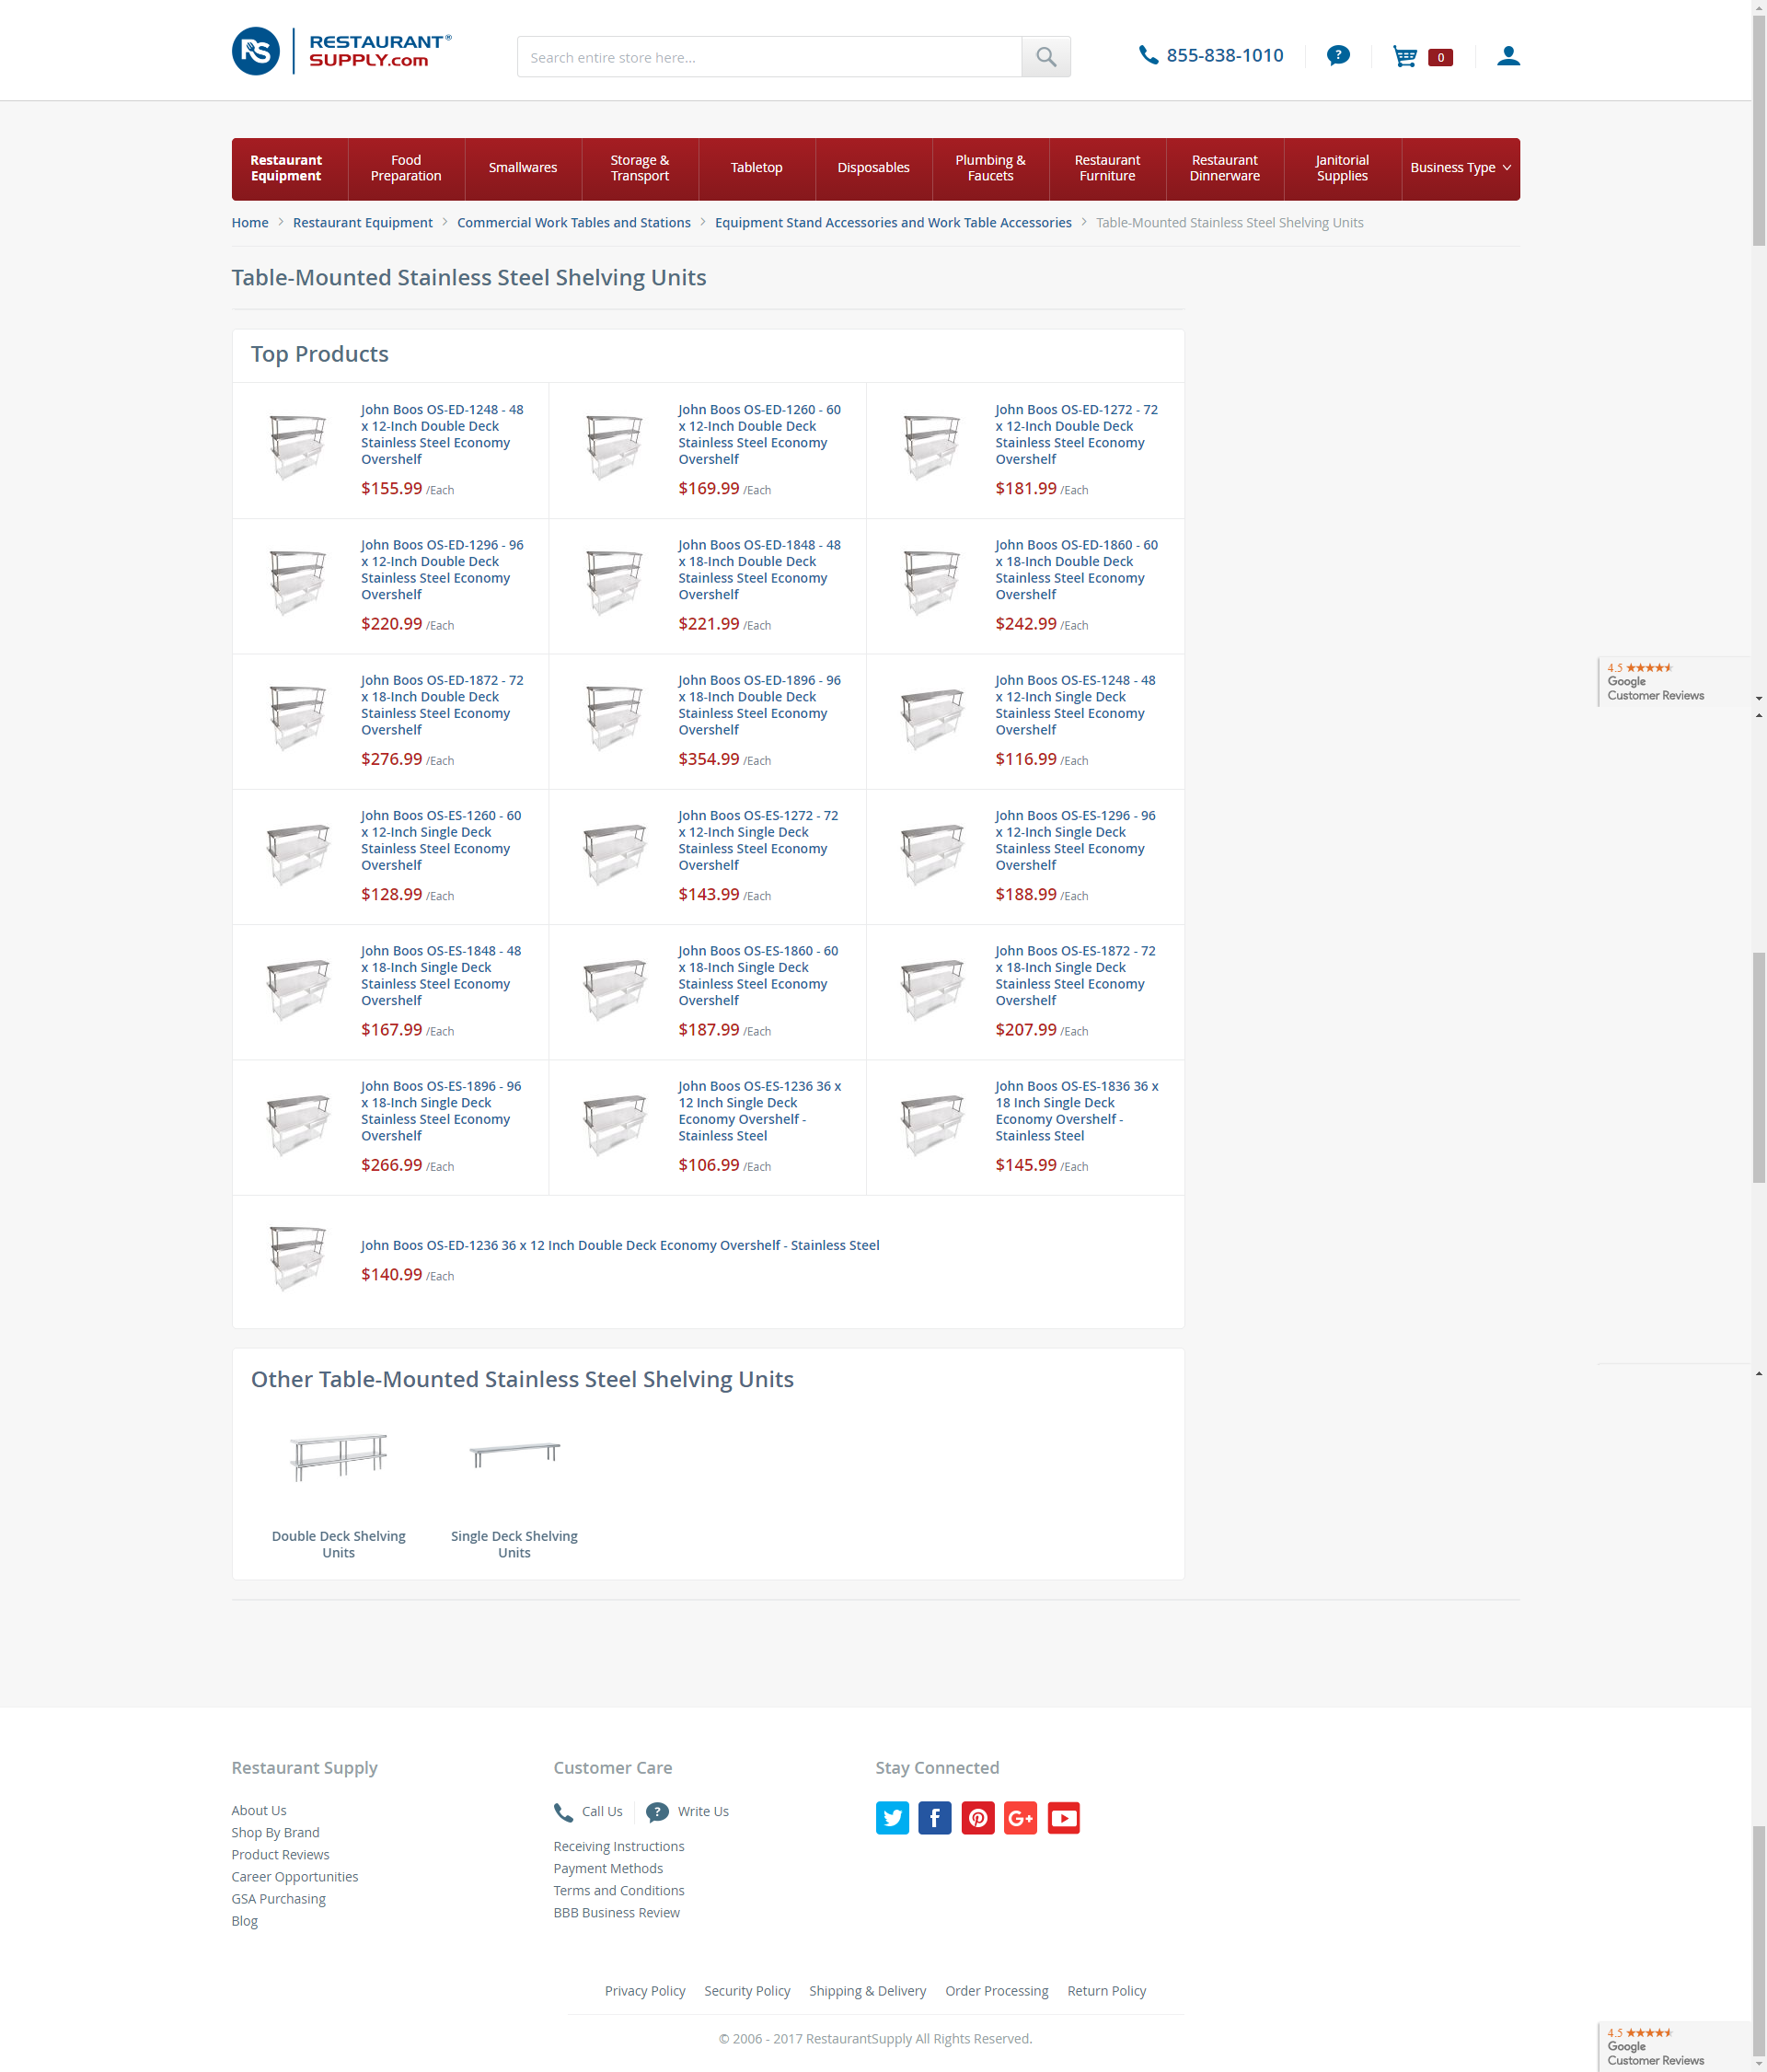 RS RESTAURANT®
SUPPLY.com
Search entire store here...
855-838-1010
?
0
Restaurant
Equipment
Food
Preparation
Smallwares
Storage &
Transport
Tabletop
Disposables
Plumbing &
Faucets
Restaurant
Furniture
Restaurant
Dinnerware
Janitorial
Supplies
Business Type
Home > Restaurant Equipment > Commercial Work Tables and Stations > Equipment Stand Accessories and Work Table Accessories > Table-Mounted Stainless Steel Shelving Units
Table-Mounted Stainless Steel Shelving Units
Top Products
John Boos OS-ED-1248 - 48
x 12-Inch Double Deck
Stainless Steel Economy
Overshelf
$155.99 /Each
John Boos OS-ED-1260 - 60
x 12-Inch Double Deck
Stainless Steel Economy
Overshelf
$169.99 /Each
John Boos OS-ED-1272 - 72
x 12-Inch Double Deck
Stainless Steel Economy
Overshelf
$181.99 /Each
John Boos OS-ED-1296 - 96
x 12-Inch Double Deck
Stainless Steel Economy
Overshelf
$220.99 /Each
John Boos OS-ED-1848 - 48
x 18-Inch Double Deck
Stainless Steel Economy
Overshelf
$221.99 /Each
John Boos OS-ED-1860 - 60
x 18-Inch Double Deck
Stainless Steel Economy
Overshelf
$242.99 /Each
John Boos OS-ED-1872 - 72
x 18-Inch Double Deck
Stainless Steel Economy
Overshelf
$276.99 /Each
John Boos OS-ED-1896 - 96
x 18-Inch Double Deck
Stainless Steel Economy
Overshelf
$354.99 /Each
John Boos OS-ES-1248 - 48
x 12-Inch Single Deck
Stainless Steel Economy
Overshelf
$116.99 /Each
4.5
Google
Customer Reviews
John Boos OS-ES-1260 - 60
x 12-Inch Single Deck
Stainless Steel Economy
Overshelf
$128.99 /Each
John Boos OS-ES-1272 - 72
x 12-Inch Single Deck
Stainless Steel Economy
Overshelf
$143.99 /Each
John Boos OS-ES-1296 - 96
x 12-Inch Single Deck
Stainless Steel Economy
Overshelf
$188.99 /Each
John Boos OS-ES-1848 - 48
x 18-Inch Single Deck
Stainless Steel Economy
Overshelf
$167.99 /Each
John Boos OS-ES-1860 - 60
x 18-Inch Single Deck
Stainless Steel Economy
Overshelf
$187.99 /Each
John Boos OS-ES-1872 - 72
x 18-Inch Single Deck
Stainless Steel Economy
Overshelf
$207.99 /Each
John Boos OS-ES-1896 - 96
x 18-Inch Single Deck
Stainless Steel Economy
Overshelf
$266.99 /Each
John Boos OS-ES-1236 36 x
12 Inch Single Deck
Economy Overshelf -
Stainless Steel
$106.99 /Each
John Boos OS-ES-1836 36 x
18 Inch Single Deck
Economy Overshelf -
Stainless Steel
$145.99 /Each
John Boos OS-ED-1236 36 x 12 Inch Double Deck Economy Overshelf - Stainless Steel
$140.99 /Each
Other Table-Mounted Stainless Steel Shelving Units
Double Deck Shelving
Units
Single Deck Shelving
Units
Restaurant Supply
About Us
Shop By Brand
Product Reviews
Career Opportunities
GSA Purchasing
Blog
Customer Care
Call Us
? Write Us
Receiving Instructions
Payment Methods
Terms and Conditions
BBB Business Review
Stay Connected
f
G+
Privacy Policy Security Policy Shipping & Delivery Order Processing Return Policy
© 2006 - 2017 RestaurantSupply All Rights Reserved.
4.5
Google
Customer Reviews